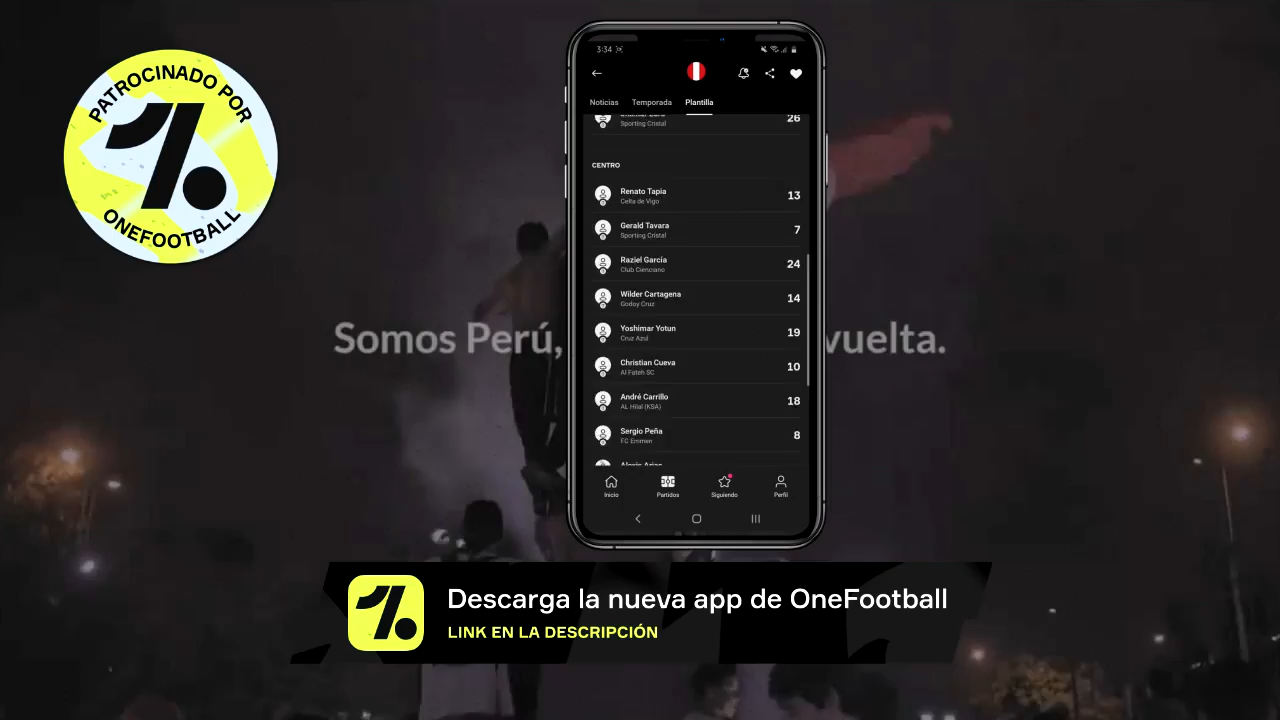 PATROCINADO POR
ONEFOOTBALL
3:34
Noticias Temporada Plantilla
Sporting Cristal 26
CENTRO
Renato Tapia 13
Celta de Vigo
Gerald Tavara 7
Sporting Cristal
Raziel García 24
Club Cienciano
Wilder Cartagena 14
Godoy Cruz
Yoshimar Yotun 19
Cruz Azul
Christian Cueva 10
Al Fateh SC
André Carrillo 18
AL Hilal (KSA)
Sergio Peña 8
FC Emmen
Inicio Partidos Siguiendo Perfil
Somos Perú, vuelta.
Descarga la nueva app de OneFootball
LINK EN LA DESCRIPCIÓN